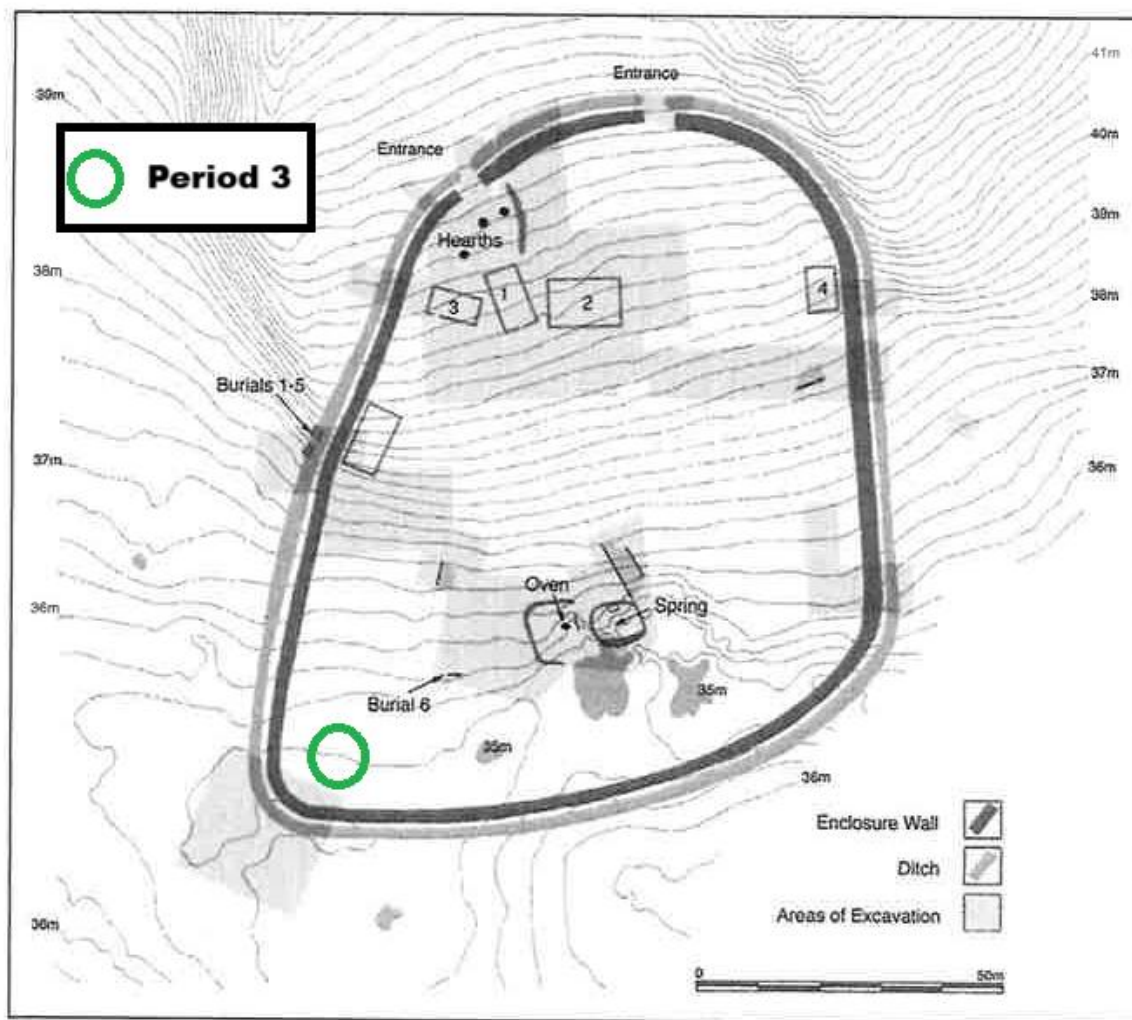 41m
Entrance
39m
40m
Entrance
Period 3
39m
Hearths
38m
3
1
2
4
38m
37m
Burials 1-5
37m
36m
Oven
Spring
36m
35m
Burial 6
35m
36m
Enclosure Wall
Ditch
Areas of Excavation
36m
0
50m